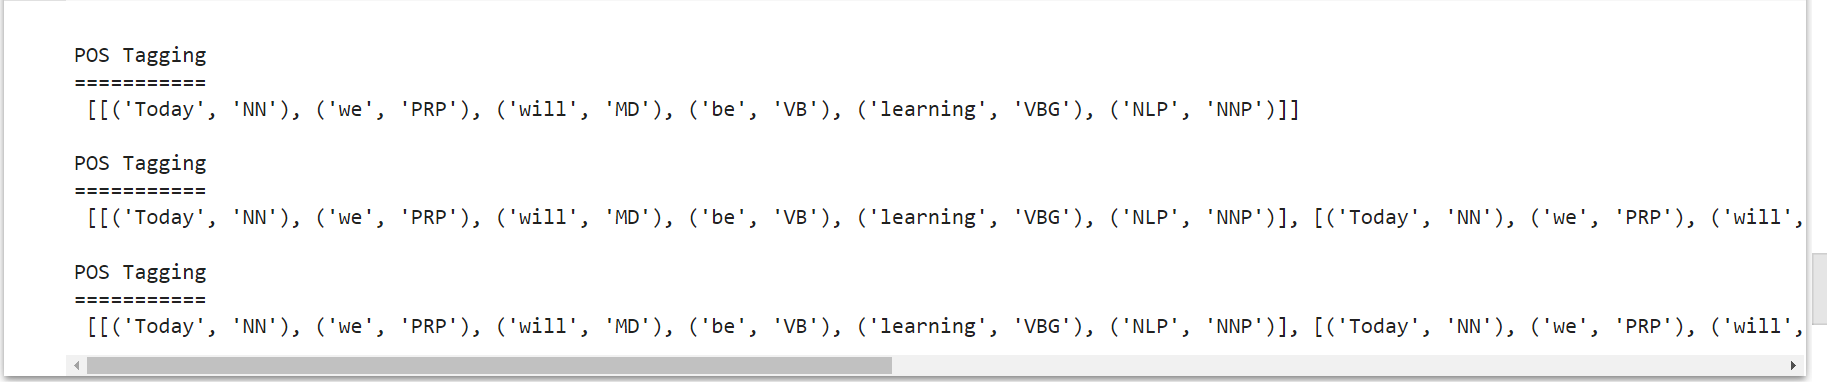 POS Tagging
===========
[[('Today', 'NN'), ('we', 'PRP'), ('will', 'MD'), ('be', 'VB'), ('learning', 'VBG'), ('NLP', 'NNP')]]
POS Tagging
===========
[[('Today', 'NN'), ('we', 'PRP'), ('will', 'MD'), ('be', 'VB'), ('learning', 'VBG'), ('NLP', 'NNP')], [('Today', 'NN'), ('we', 'PRP'), ('will',
POS Tagging
===========
[[('Today', 'NN'), ('we', 'PRP'), ('will', 'MD'), ('be', 'VB'), ('learning', 'VBG'), ('NLP', 'NNP')], [('Today', 'NN'), ('we', 'PRP'), ('will',